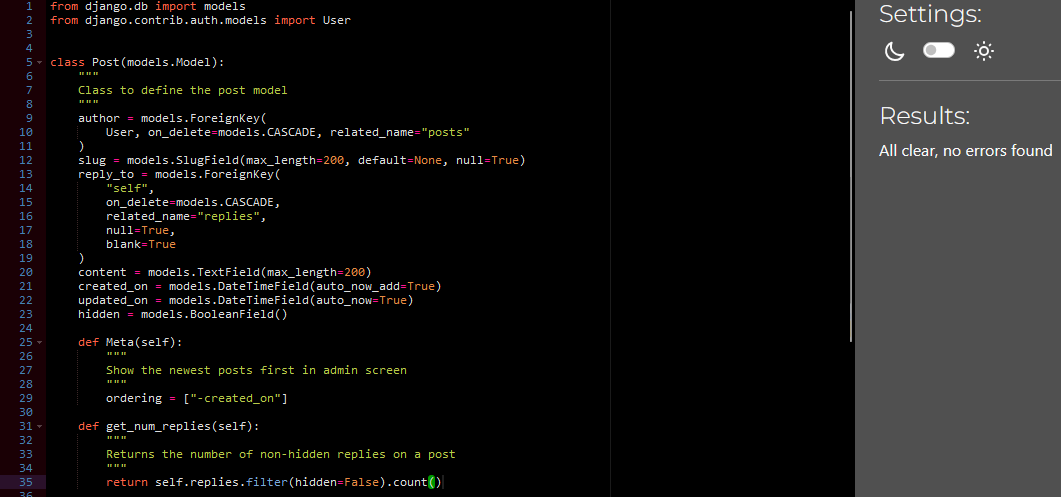 1 from django.db import models
2 from django.contrib.auth.models import User
3
4
5 class Post(models.Model):
6     """
7     Class to define the post model
8     """
9     author = models.ForeignKey(
10         User, on_delete=models.CASCADE, related_name="posts"
11     )
12     slug = models.SlugField(max_length=200, default=None, null=True)
13     reply_to = models.ForeignKey(
14         "self",
15         on_delete=models.CASCADE,
16         related_name="replies",
17         null=True,
18         blank=True
19     )
20     content = models.TextField(max_length=200)
21     created_on = models.DateTimeField(auto_now_add=True)
22     updated_on = models.DateTimeField(auto_now=True)
23     hidden = models.BooleanField()
24
25     def Meta(self):
26         """
27         Show the newest posts first in admin screen
28         """
29         ordering = ["-created_on"]
30
31     def get_num_replies(self):
32         """
33         Returns the number of non-hidden replies on a post
34         """
35         return self.replies.filter(hidden=False).count()
36
Settings:
Results:
All clear, no errors found